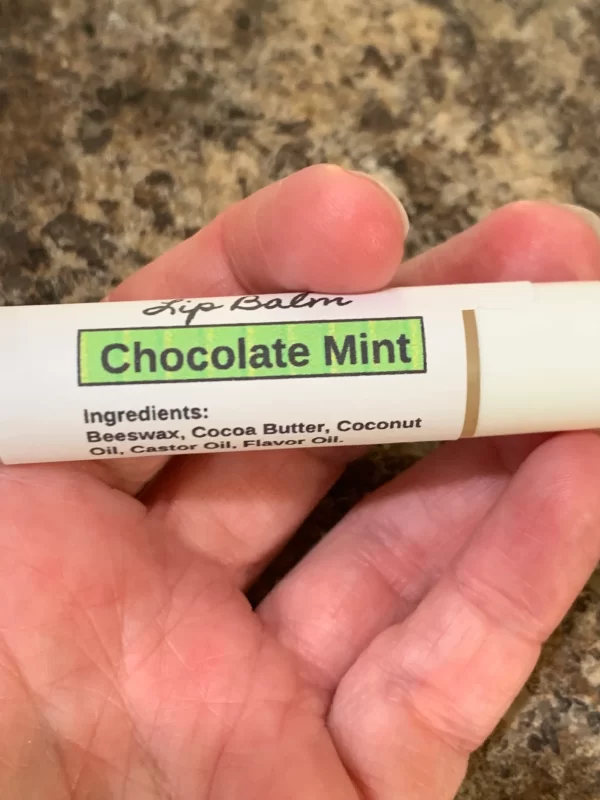 Lip Balm
Chocolate Mint
Ingredients:
Beeswax, Cocoa Butter, Coconut
Oil, Castor Oil, Flavor Oil.